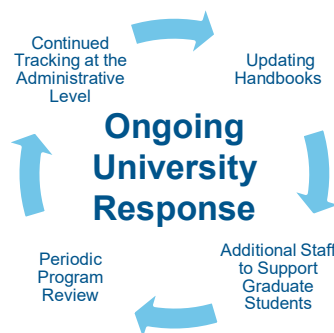 Continued
Tracking at the
Administrative
Level
Updating
Handbooks
Ongoing
University
Response
Additional Staff
to Support
Graduate
Students
Periodic
Program
Review